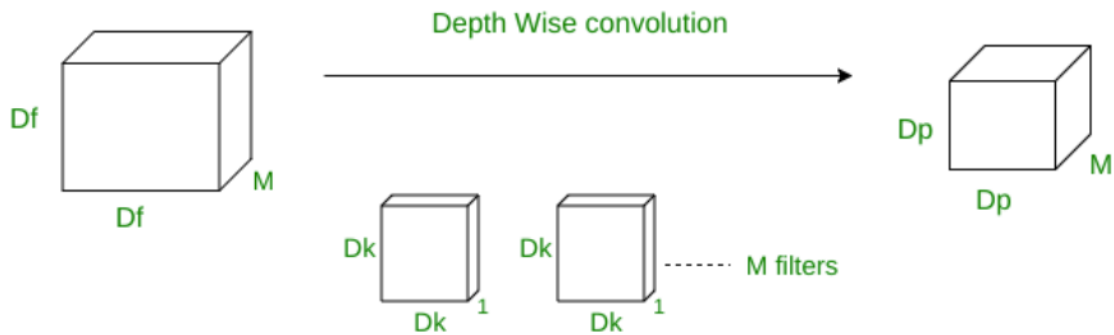 Depth Wise convolution
Df
M
Df
Dp
M
Dp
Dk
1
Dk
Dk
1
Dk
M filters